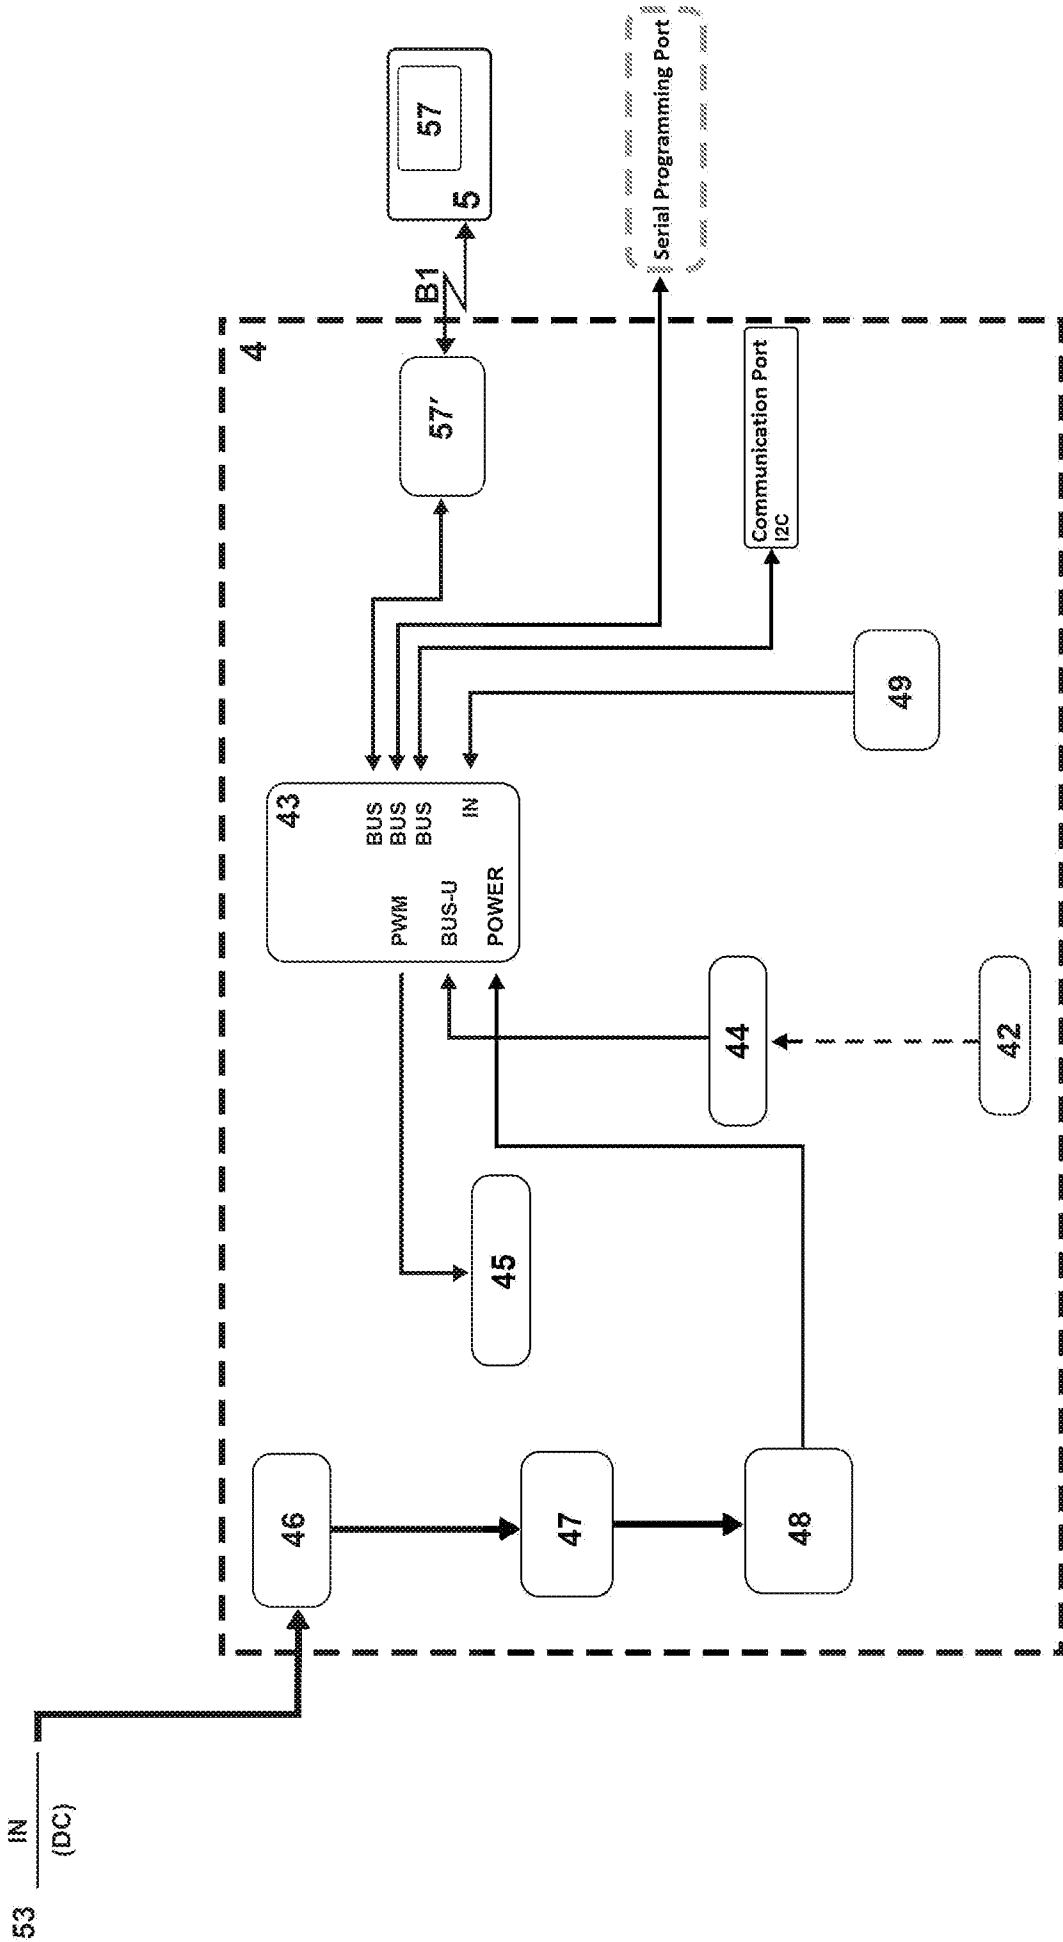 53
IN
(DC)
4
46
47
48
45
43
PWM
BUS-U
POWER
BUS
BUS
BUS
IN
44
42
49
57'
B1
5
57
Serial Programming Port
Communication Port
I2C